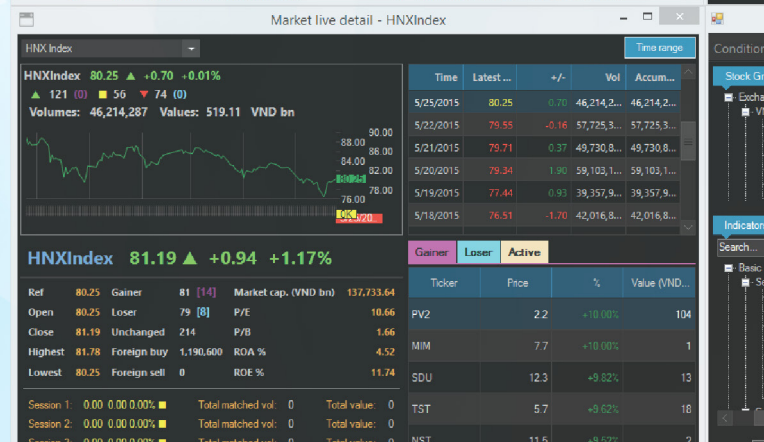 Market live detail - HNXIndex
HNX Index
Time range
HNXIndex 80.25 ▲ +0.70 +0.01%
▲ 121 (0) ■ 56 ▼ 74 (0)
Volumes: 46,214,287 Values: 519.11 VND bn
90.00
88.00
86.00
84.00
82.00
80.25
78.00
76.00
Time Latest ... +/- Vol Accum...
5/25/2015 80.25 0.70 46,214,2... 46,214,2...
5/22/2015 79.55 -0.16 57,725,3... 57,725,3...
5/21/2015 79.71 0.37 49,730,8... 49,730,8...
5/20/2015 79.34 1.90 59,103,1... 59,103,1...
5/19/2015 77.44 0.93 39,357,9... 39,357,9...
5/18/2015 76.51 -1.70 42,016,8... 42,016,8...
HNXIndex 81.19 ▲ +0.94 +1.17%
Ref 80.25 Gainer 81 [14] Market cap. (VND bn) 137,733.64
Open 80.25 Loser 79 [8] P/E 10.66
Close 81.19 Unchanged 214 P/B 1.66
Highest 81.78 Foreign buy 1,190,600 ROA % 4.52
Lowest 80.25 Foreign sell 0 ROE % 11.74
Session 1: 0.00 0.00 0.00% ■ Total matched vol: 0 Total value: 0
Session 2: 0.00 0.00 0.00% ■ Total matched vol: 0 Total value: 0
Gainer Loser Active
Ticker Price % Value (VND...
PV2 2.2 +10.00% 104
MIM 7.7 +10.00% 1
SDU 12.3 +9.82% 13
TST 5.7 +9.62% 18
NST 11.5 +9.52% 2
Condition
Stock Gr
Excha
Indicator
Search...
Basic